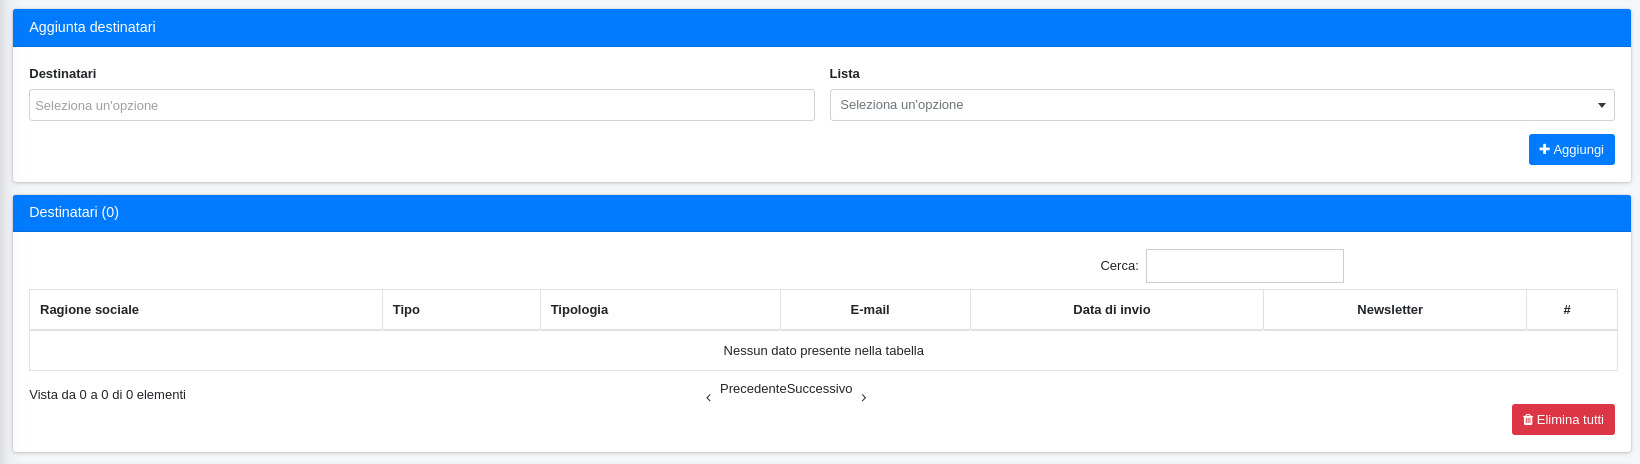 Aggiunta destinatari
Destinatari
Lista
Seleziona un'opzione
Seleziona un'opzione
Aggiungi
Destinatari (0)
Cerca:
Ragione sociale Tipo Tipologia E-mail Data di invio Newsletter #
Nessun dato presente nella tabella
Vista da 0 a 0 di 0 elementi
PrecedenteSuccessivo
Elimina tutti